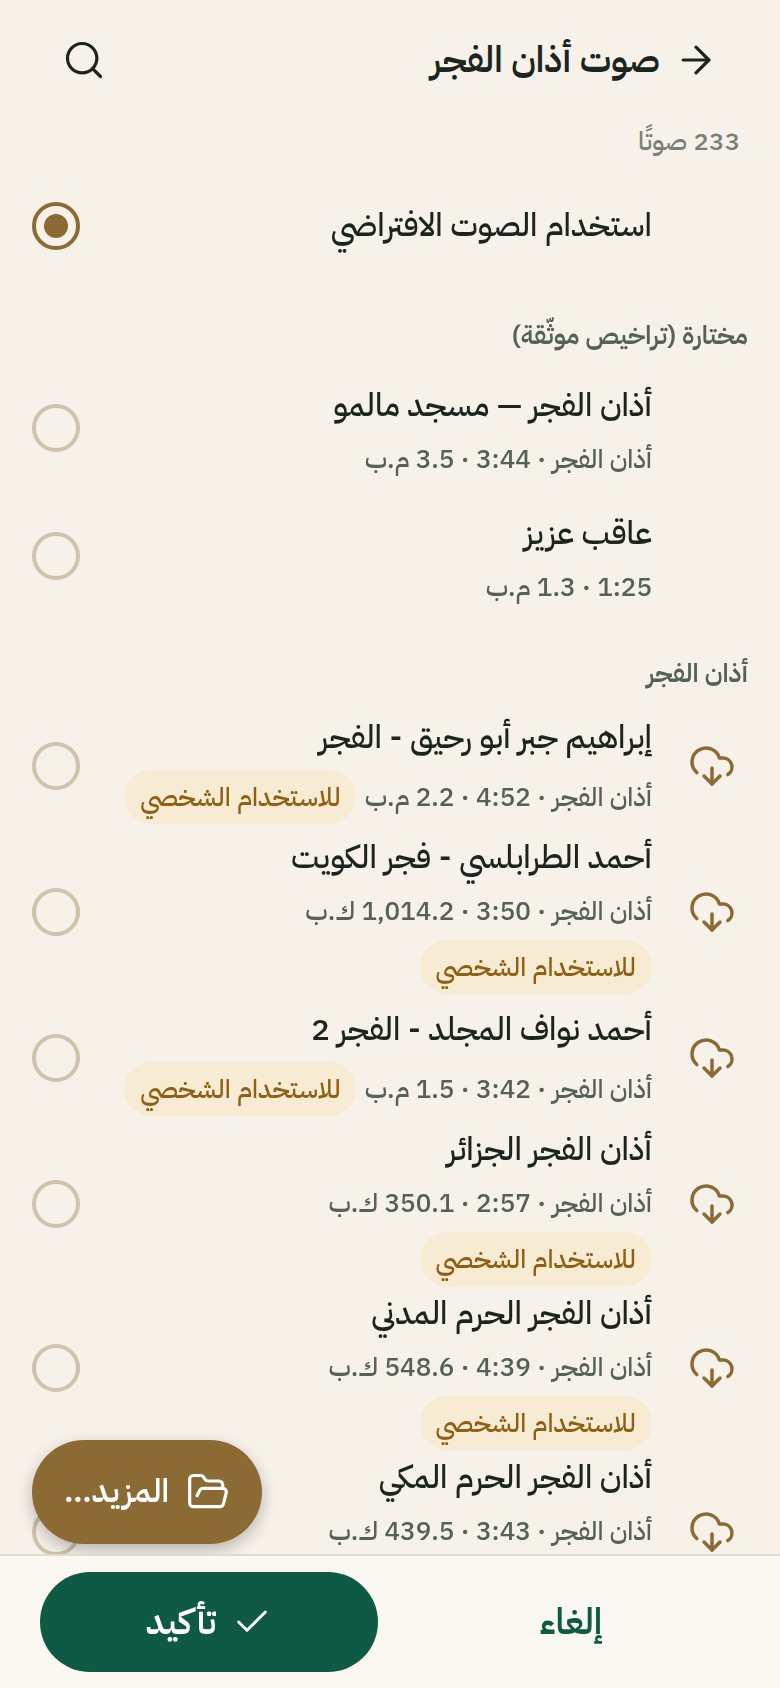 صوت أذان الفجر
233 صوتًا
استخدام الصوت الافتراضي
مختارة (تراخيص موثّقة)
أذان الفجر — مسجد مالمو
أذان الفجر · 3:44 · 3.5 م.ب
عاقب عزيز
1:25 · 1.3 م.ب
أذان الفجر
إبراهيم جبر أبو رحيق - الفجر
أذان الفجر · 4:52 · 2.2 م.ب للاستخدام الشخصي
أحمد الطرابلسي - فجر الكويت
أذان الفجر · 3:50 · 1,014.2 ك.ب
للاستخدام الشخصي
أحمد نواف المجلد - الفجر 2
أذان الفجر · 3:42 · 1.5 م.ب للاستخدام الشخصي
أذان الفجر الجزائر
أذان الفجر · 2:57 · 350.1 ك.ب
للاستخدام الشخصي
أذان الفجر الحرم المدني
أذان الفجر · 4:39 · 548.6 ك.ب
للاستخدام الشخصي
أذان الفجر الحرم المكي
أذان الفجر · 3:43 · 439.5 ك.ب
المزيد...
إلغاء
تأكيد